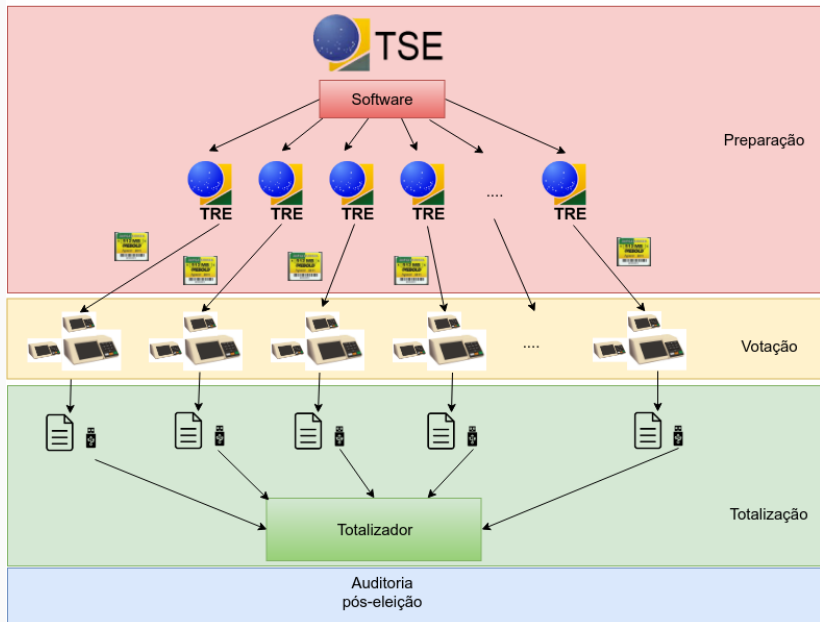 TSE
Software
Preparação
TRE
TRE
TRE
TRE
....
TRE
Votação
....
Totalização
Totalizador
Auditoria
pós-eleição